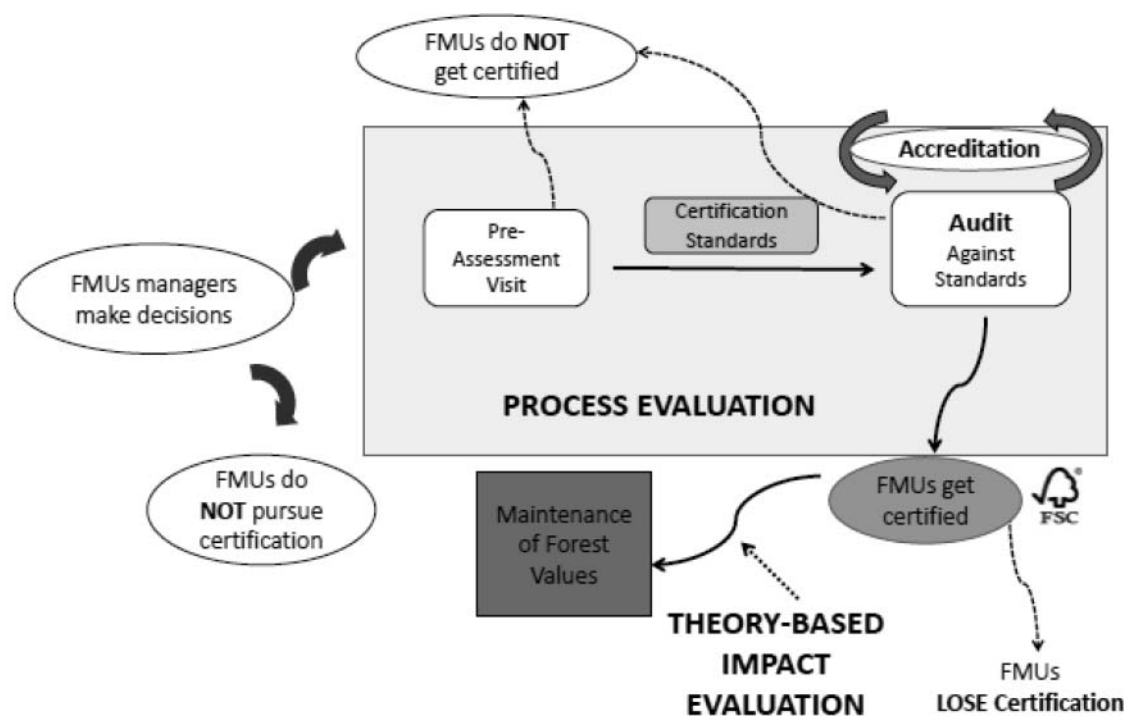 FMUs do NOT
get certified
Accreditation
Certification
Standards
Pre-
Assessment
Visit
Audit
Against
Standards
FMUs managers
make decisions
PROCESS EVALUATION
FMUs do
NOT pursue
certification
Maintenance
of Forest
Values
FMUs get
certified
®
FSC
THEORY-BASED
IMPACT
EVALUATION
FMUs
LOSE Certification